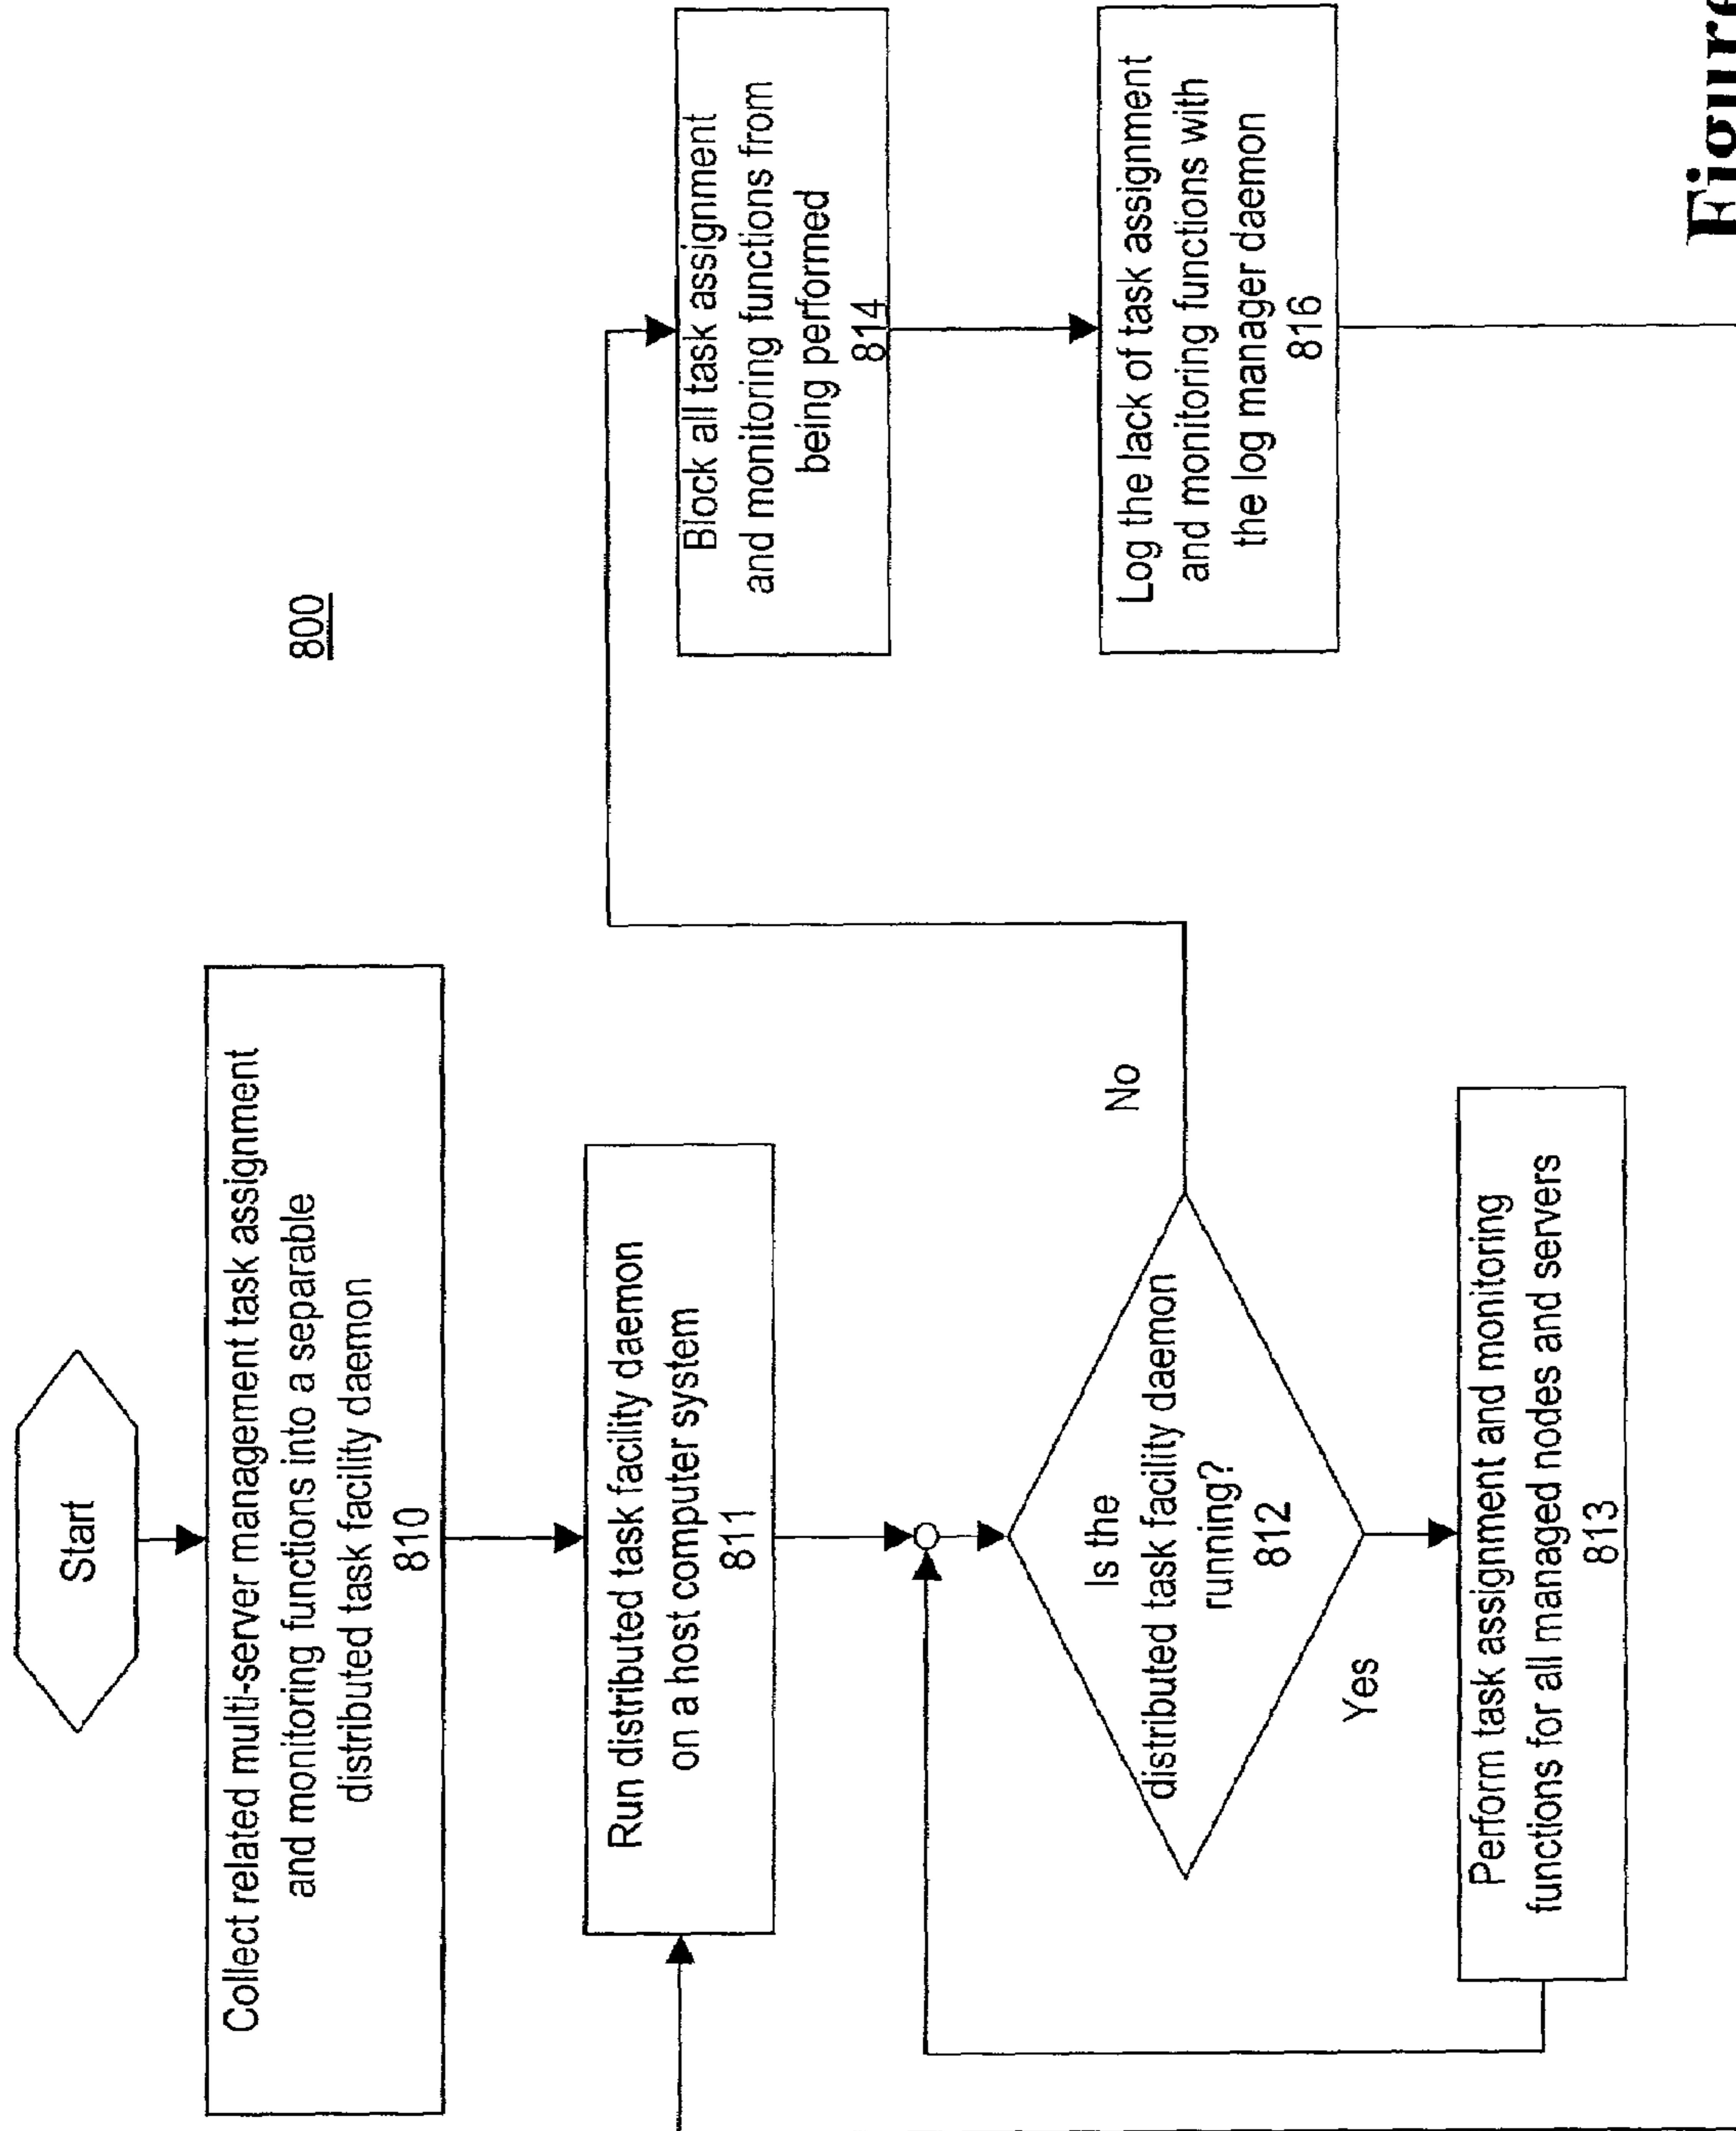 800
Start
Collect related multi-server management task assignment
and monitoring functions into a separable
distributed task facility daemon
810
Run distributed task facility daemon
on a host computer system
811
Is the
distributed task facility daemon
running?
812
No
Yes
Perform task assignment and monitoring
functions for all managed nodes and servers
813
Block all task assignment
and monitoring functions from
being performed
814
Log the lack of task assignment
and monitoring functions with
the log manager daemon
816
Figure